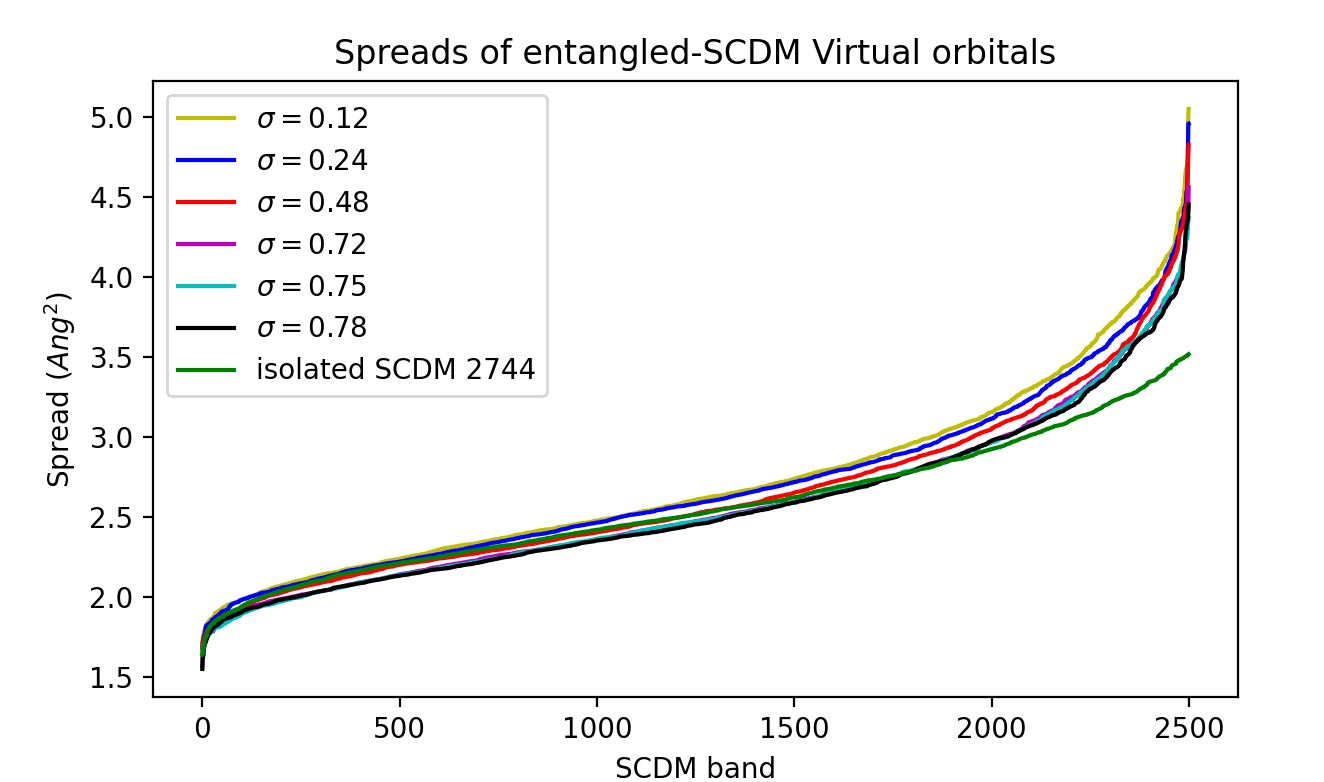 Spreads of entangled-SCDM Virtual orbitals
Spread (Ang²)
5.0
4.5
4.0
3.5
3.0
2.5
2.0
1.5
σ = 0.12
σ = 0.24
σ = 0.48
σ = 0.72
σ = 0.75
σ = 0.78
isolated SCDM 2744
0 500 1000 1500 2000 2500
SCDM band